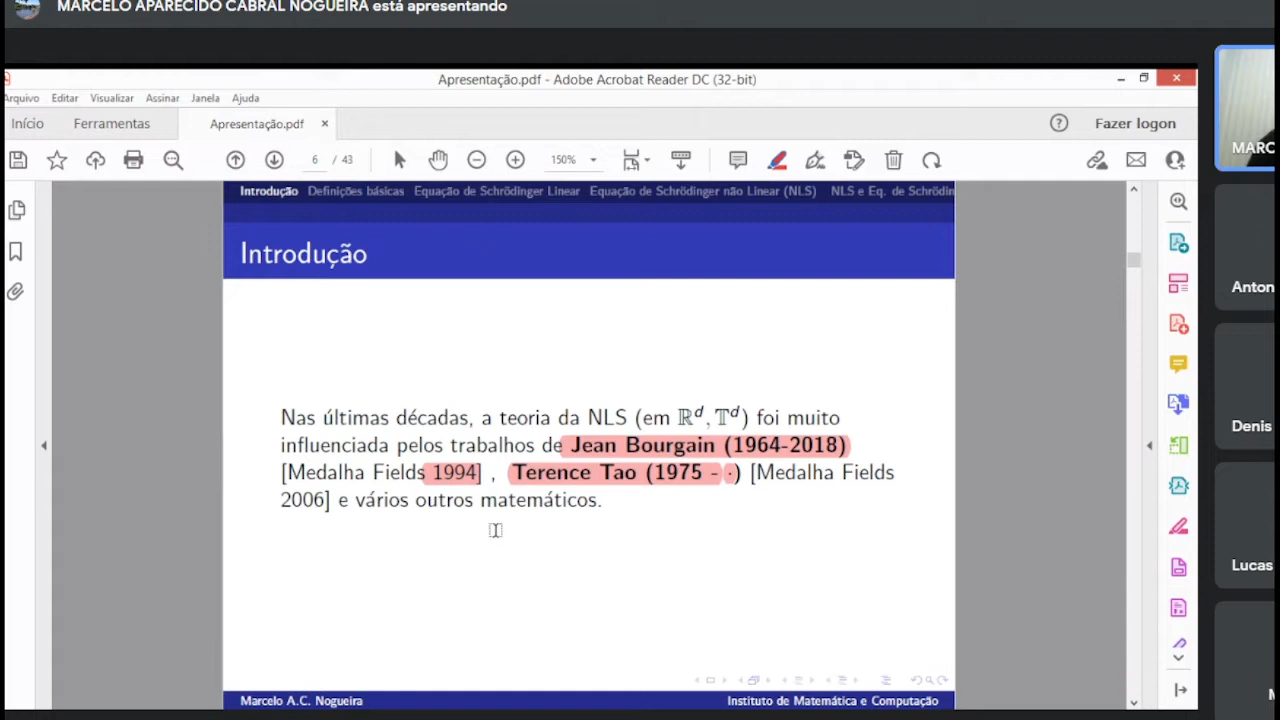 MARCELO APARECIDO CABRAL NOGUEIRA está apresentando
Apresentação.pdf - Adobe Acrobat Reader DC (32-bit)
Arquivo Editar Visualizar Assinar Janela Ajuda
Início Ferramentas Apresentação.pdf × Fazer logon
6 / 43 150%
Introdução Definições básicas Equação de Schrödinger Linear Equação de Schrödinger não Linear (NLS) NLS e Eq. de Schrödin
Introdução
Nas últimas décadas, a teoria da NLS (em ℝᵈ, 𝕋ᵈ) foi muito
influenciada pelos trabalhos de Jean Bourgain (1964-2018)
[Medalha Fields 1994] , Terence Tao (1975 - ·) [Medalha Fields
2006] e vários outros matemáticos.
Marcelo A.C. Nogueira Instituto de Matemática e Computação
MARC
Anton
Denis
Lucas
M